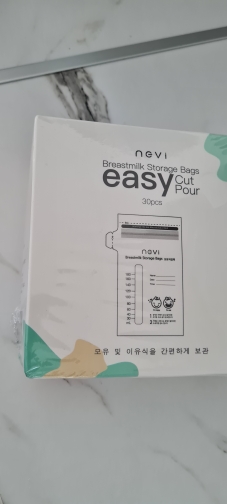 nevi
Breastmilk Storage Bags
easy Cut
Pour
30pcs
nevi
Breastmilk Storage Bags
모유 및 이유식을 간편하게 보관